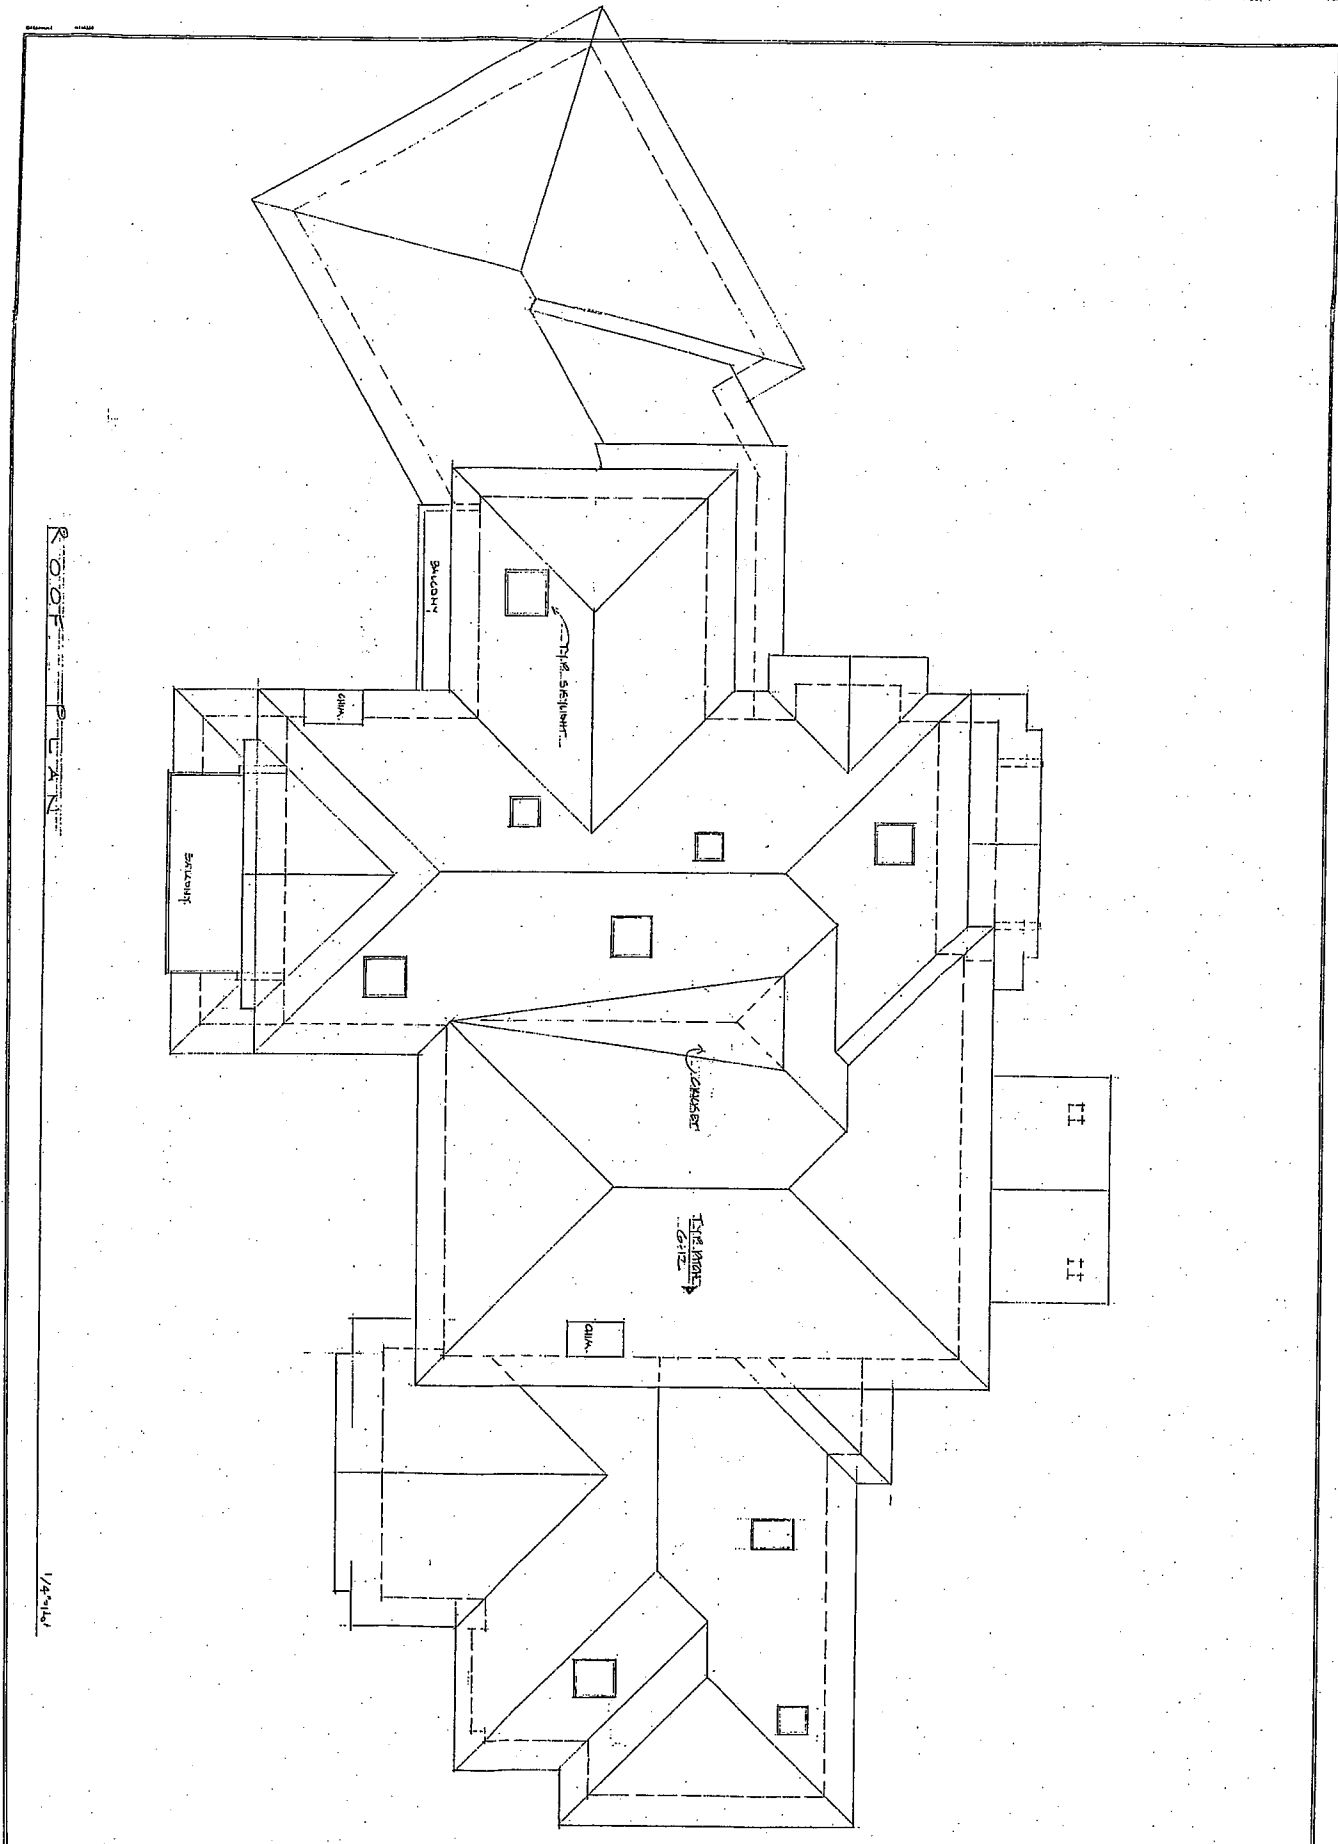 ROOF PLAN
1/4"=1'-0"
BALCONY
TYP. SKYLIGHT
CHIM.
BALCONY
CRICKET
TYP. PITCH
6:12
CHIM.